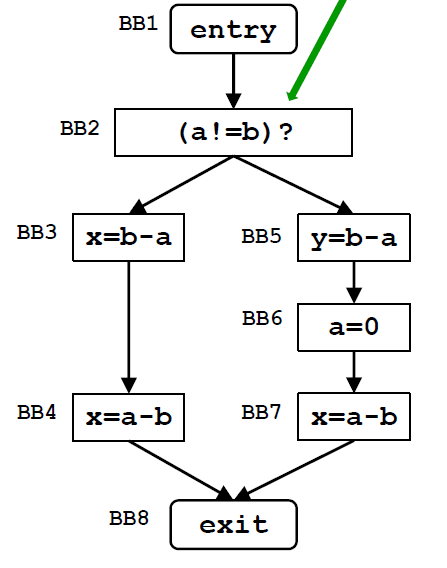 BB1 entry
BB2 (a!=b)?
BB3 x=b-a BB5 y=b-a
BB6 a=0
BB4 x=a-b BB7 x=a-b
BB8 exit